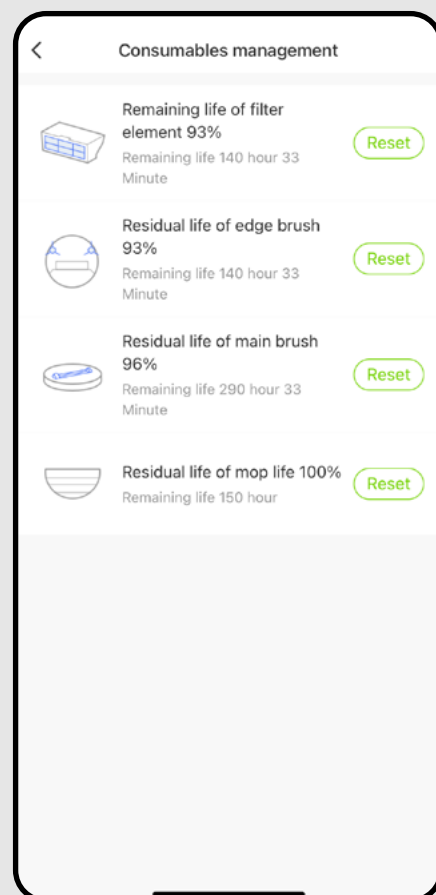 Consumables management
Remaining life of filter
element 93%
Remaining life 140 hour 33
Minute
Reset
Residual life of edge brush
93%
Remaining life 140 hour 33
Minute
Reset
Residual life of main brush
96%
Remaining life 290 hour 33
Minute
Reset
Residual life of mop life 100%
Remaining life 150 hour
Reset